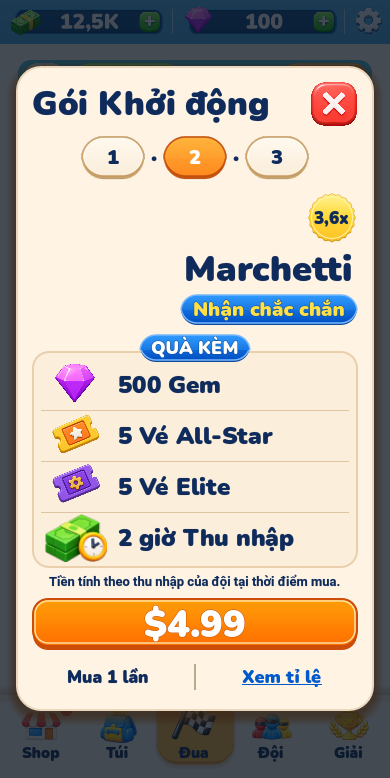 12,5K
100
Gói Khởi động
1 • 2 • 3
3,6x
Marchetti
Nhận chắc chắn
QUÀ KÈM
500 Gem
5 Vé All-Star
5 Vé Elite
2 giờ Thu nhập
Tiền tính theo thu nhập của đội tại thời điểm mua.
$4.99
Mua 1 lần
Xem tỉ lệ
Shop
Túi
Đua
Đội
Giải